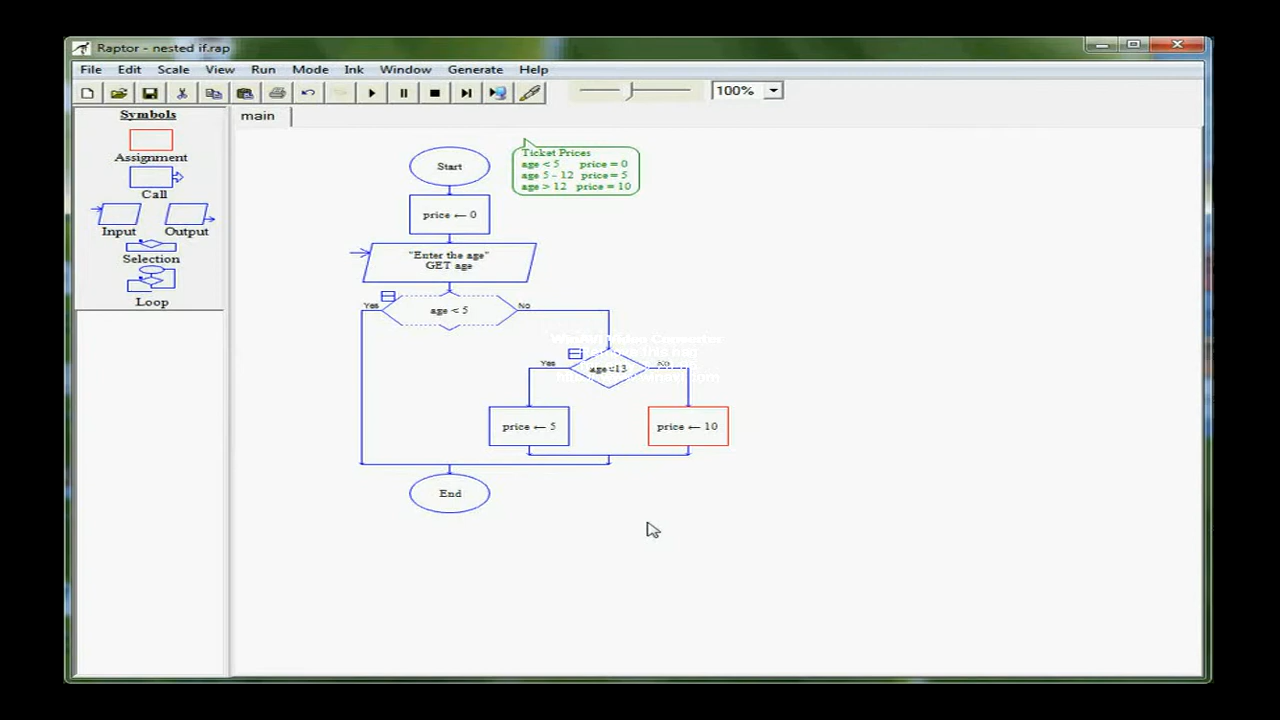 Raptor - nested if.rap
File Edit Scale View Run Mode Ink Window Generate Help
100%
Symbols
main
Assignment
Call
Input Output
Selection
Loop
Start
Ticket Prices
age < 5 price = 0
age 5 - 12 price = 5
age > 12 price = 10
price ← 0
"Enter the age"
GET age
Yes age < 5 No
Yes age<13 No
price ← 5 price ← 10
End